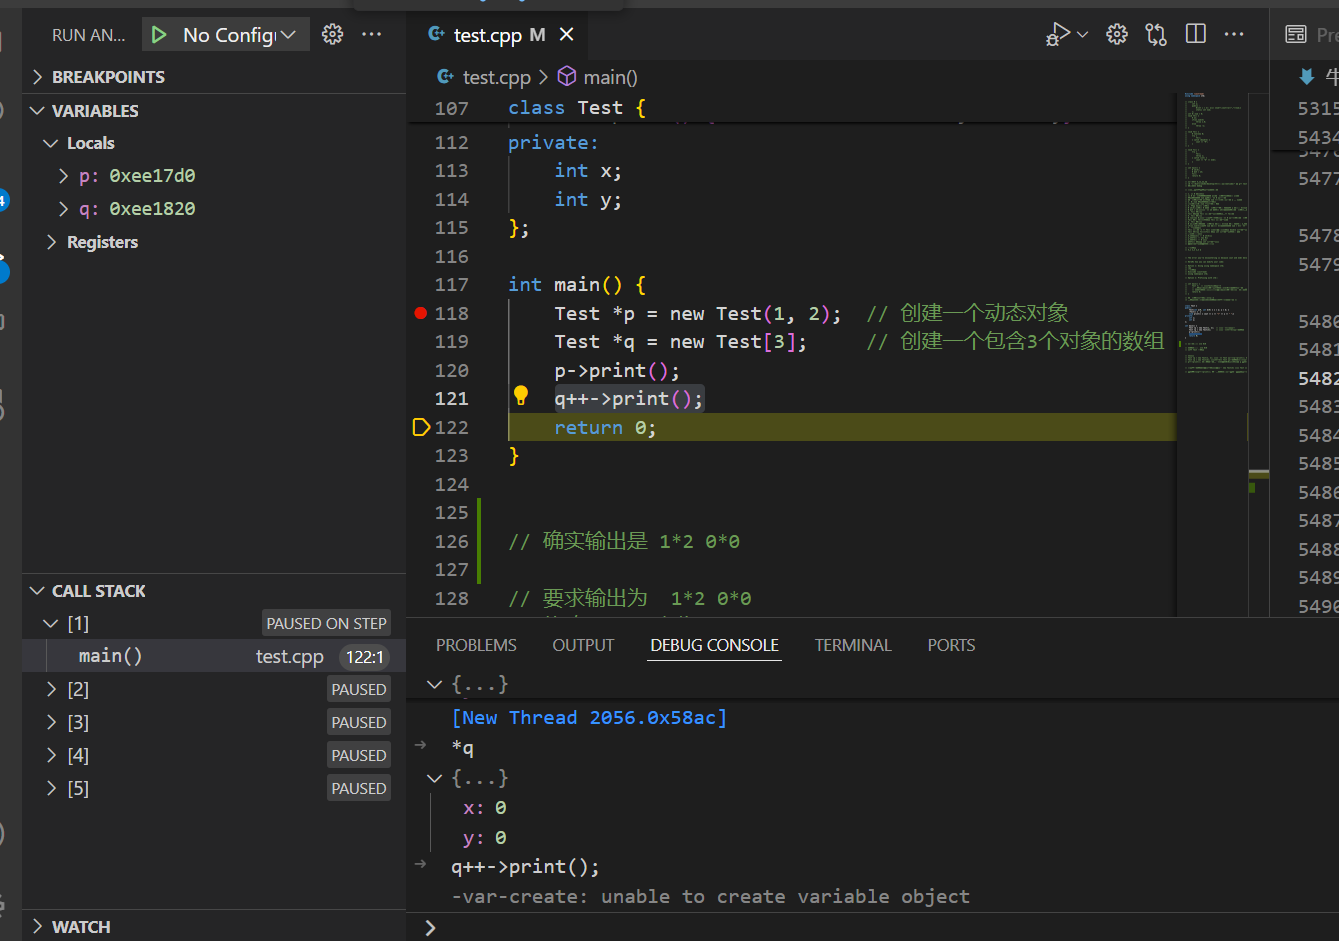 RUN AN... No Config
BREAKPOINTS
VARIABLES
Locals
p: 0xee17d0
q: 0xee1820
Registers
CALL STACK
[1] PAUSED ON STEP
main() test.cpp 122:1
[2] PAUSED
[3] PAUSED
[4] PAUSED
[5] PAUSED
WATCH
test.cpp M
test.cpp > main()
107 class Test {
112 private:
113 int x;
114 int y;
115 };
116
117 int main() {
118 Test *p = new Test(1, 2); // 创建一个动态对象
119 Test *q = new Test[3]; // 创建一个包含3个对象的数组
120 p->print();
121 q++->print();
122 return 0;
123 }
124
125
126 // 确实输出是 1*2 0*0
127
128 // 要求输出为 1*2 0*0
PROBLEMS OUTPUT DEBUG CONSOLE TERMINAL PORTS
{...}
[New Thread 2056.0x58ac]
*q
{...}
x: 0
y: 0
q++->print();
-var-create: unable to create variable object
5315
5434
5477
5478
5479
5480
5481
5482
5483
5484
5485
5486
5487
5488
5489
5490